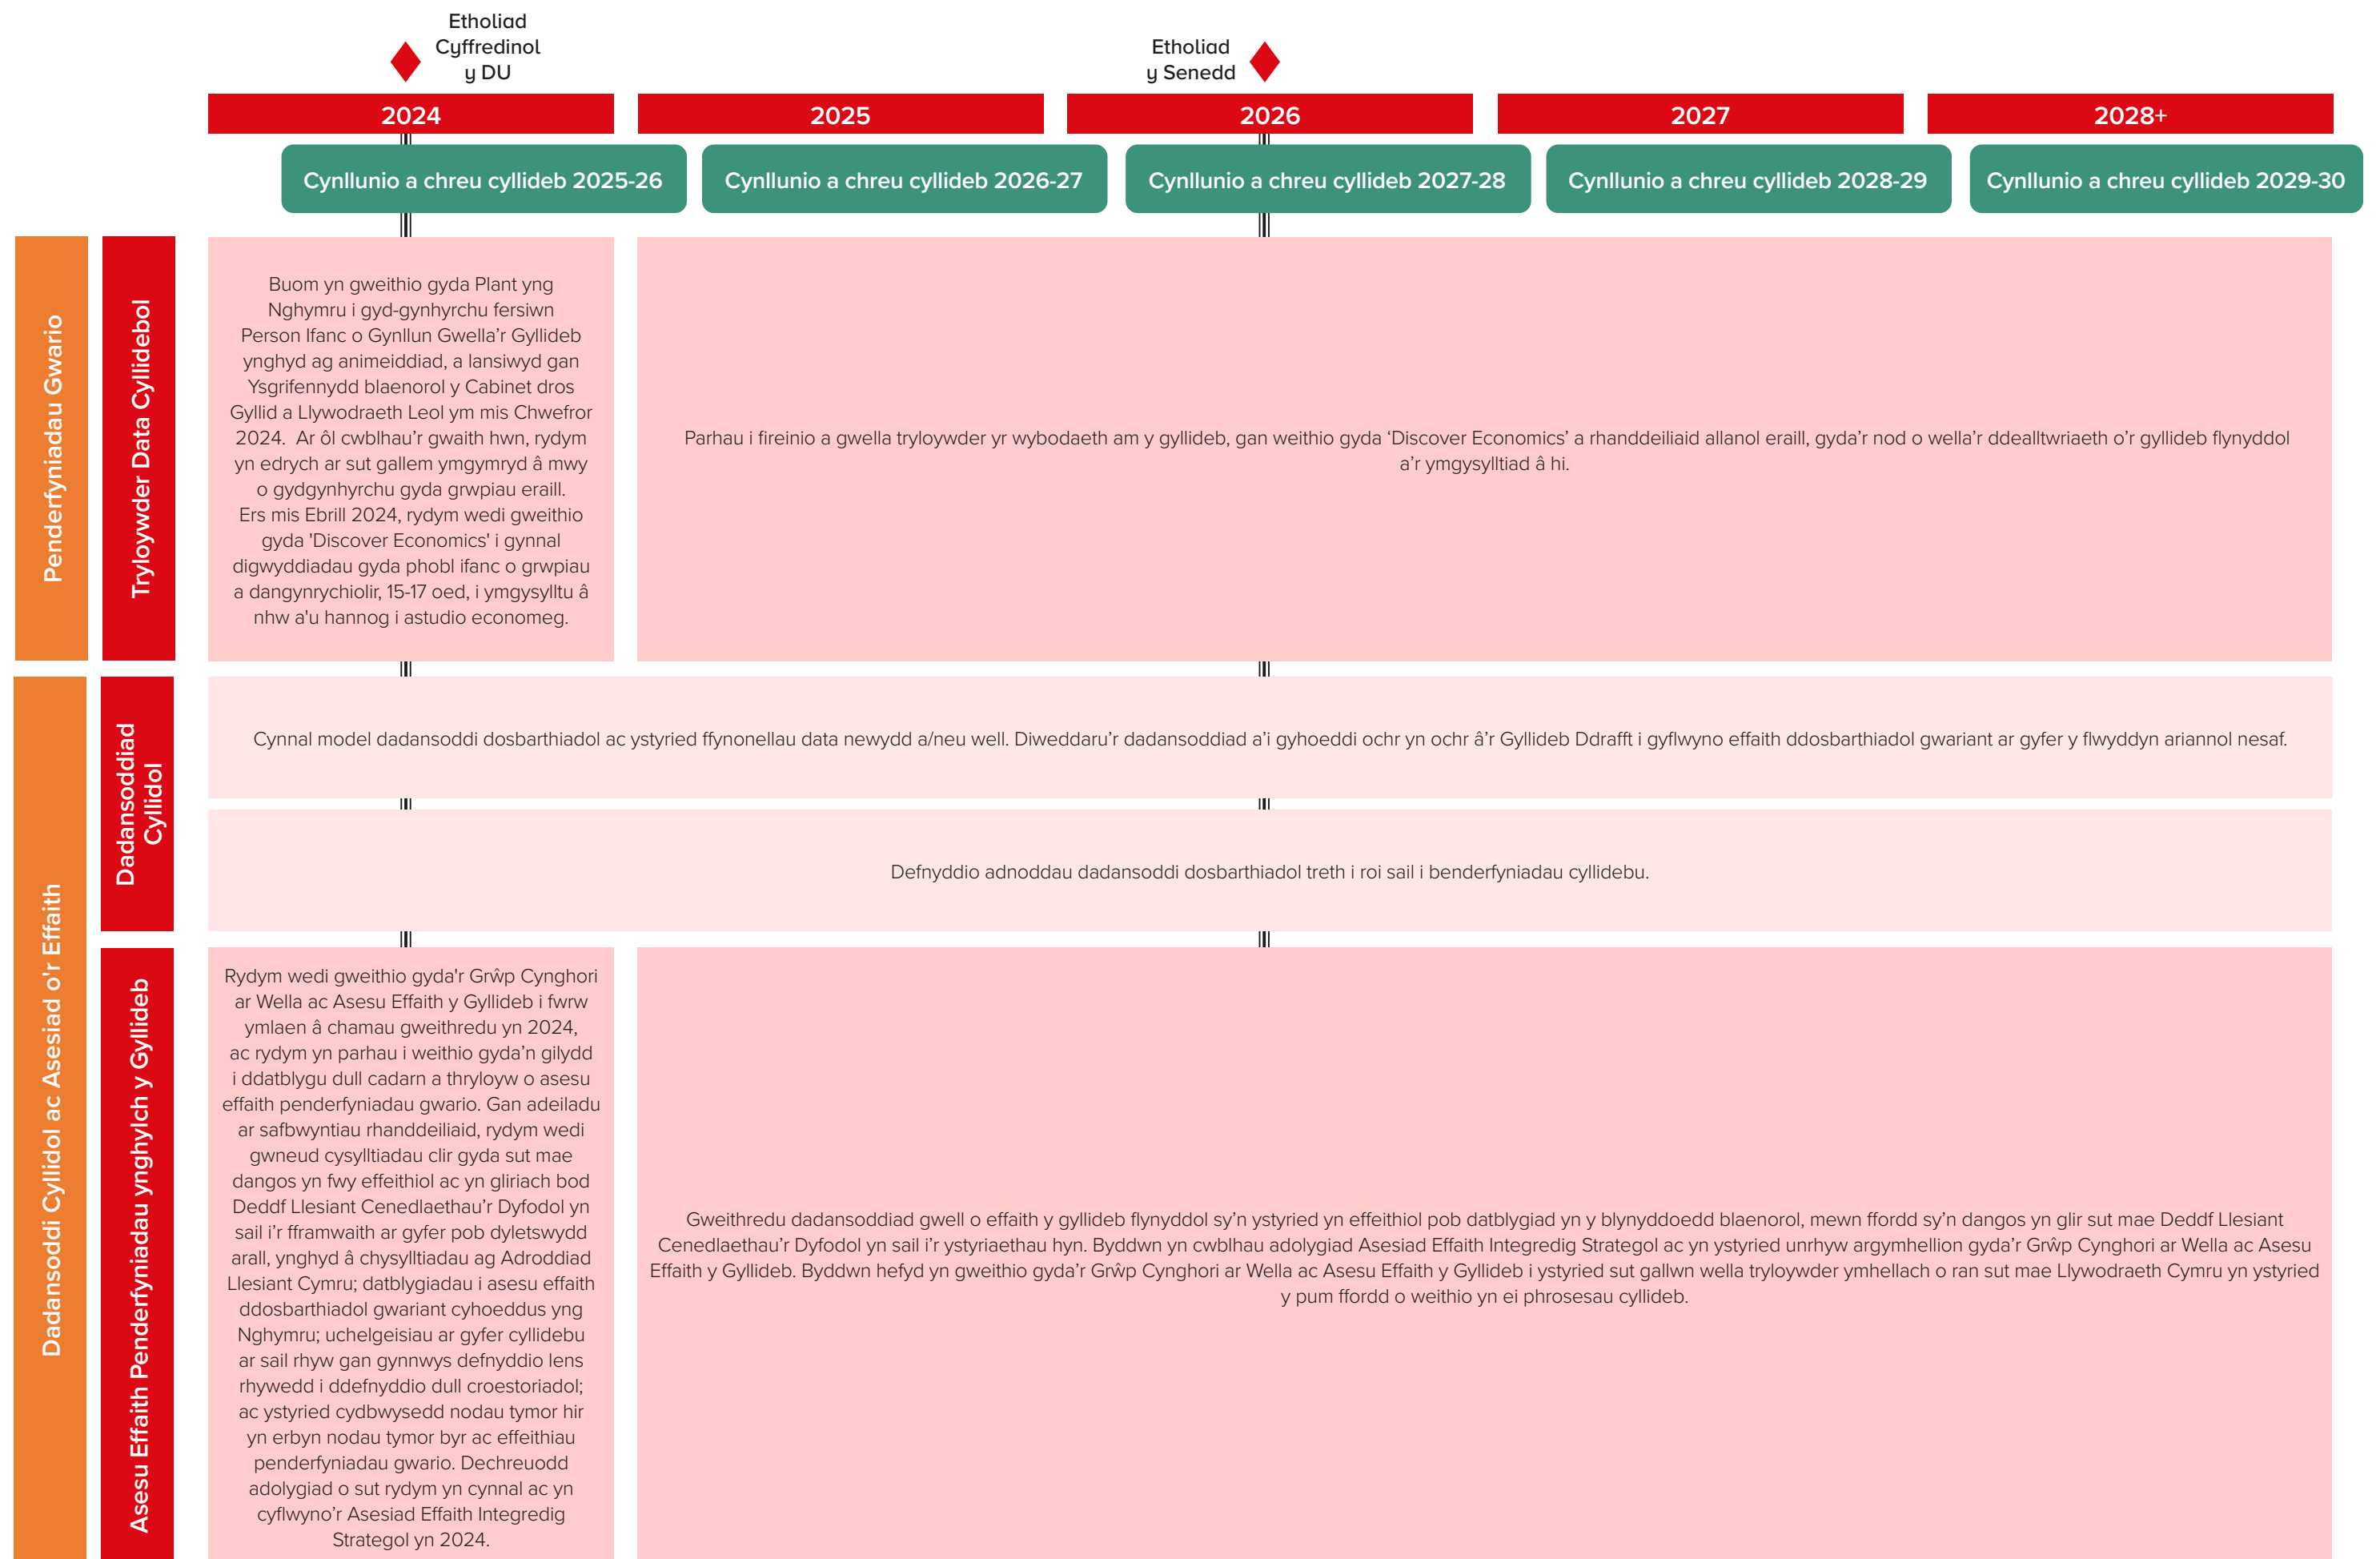 Etholiad
Cyffredinol
y DU
Etholiad
y Senedd
2024
2025
2026
2027
2028+
Cynllunio a chreu cyllideb 2025-26
Cynllunio a chreu cyllideb 2026-27
Cynllunio a chreu cyllideb 2027-28
Cynllunio a chreu cyllideb 2028-29
Cynllunio a chreu cyllideb 2029-30
Penderfyniadau Gwario
Tryloywder Data Cyllidebol
Buom yn gweithio gyda Plant yng
Nghymru i gyd-gynhyrchu fersiwn
Person Ifanc o Gynllun Gwella’r Gyllideb
ynghyd ag animeiddiad, a lansiwyd gan
Ysgrifennydd blaenorol y Cabinet dros
Gyllid a Llywodraeth Leol ym mis Chwefror
2024.  Ar ôl cwblhau’r gwaith hwn, rydym
yn edrych ar sut gallem ymgymryd â mwy
o gydgynhyrchu gyda grwpiau eraill.
Ers mis Ebrill 2024, rydym wedi gweithio
gyda 'Discover Economics' i gynnal
digwyddiadau gyda phobl ifanc o grwpiau
a dangynrychiolir, 15-17 oed, i ymgysylltu â
nhw a'u hannog i astudio economeg.
Parhau i fireinio a gwella tryloywder yr wybodaeth am y gyllideb, gan weithio gyda ‘Discover Economics’ a rhanddeiliaid allanol eraill, gyda’r nod o wella’r ddealltwriaeth o’r gyllideb flynyddol
a’r ymgysylltiad â hi.
Dadansoddi Cyllidol ac Asesiad o'r Effaith
Dadansoddiad
Cyllidol
Cynnal model dadansoddi dosbarthiadol ac ystyried ffynonellau data newydd a/neu well. Diweddaru’r dadansoddiad a’i gyhoeddi ochr yn ochr â’r Gyllideb Ddrafft i gyflwyno effaith ddosbarthiadol gwariant ar gyfer y flwyddyn ariannol nesaf.
Defnyddio adnoddau dadansoddi dosbarthiadol treth i roi sail i benderfyniadau cyllidebu.
Asesu Effaith Penderfyniadau ynghylch y Gyllideb
Rydym wedi gweithio gyda'r Grŵp Cynghori
ar Wella ac Asesu Effaith y Gyllideb i fwrw
ymlaen â chamau gweithredu yn 2024,
ac rydym yn parhau i weithio gyda’n gilydd
i ddatblygu dull cadarn a thryloyw o asesu
effaith penderfyniadau gwario. Gan adeiladu
ar safbwyntiau rhanddeiliaid, rydym wedi
gwneud cysylltiadau clir gyda sut mae
dangos yn fwy effeithiol ac yn gliriach bod
Deddf Llesiant Cenedlaethau’r Dyfodol yn
sail i’r fframwaith ar gyfer pob dyletswydd
arall, ynghyd â chysylltiadau ag Adroddiad
Llesiant Cymru; datblygiadau i asesu effaith
ddosbarthiadol gwariant cyhoeddus yng
Nghymru; uchelgeisiau ar gyfer cyllidebu
ar sail rhyw gan gynnwys defnyddio lens
rhywedd i ddefnyddio dull croestoriadol;
ac ystyried cydbwysedd nodau tymor hir
yn erbyn nodau tymor byr ac effeithiau
penderfyniadau gwario. Dechreuodd
adolygiad o sut rydym yn cynnal ac yn
cyflwyno’r Asesiad Effaith Integredig
Strategol yn 2024.
Gweithredu dadansoddiad gwell o effaith y gyllideb flynyddol sy’n ystyried yn effeithiol pob datblygiad yn y blynyddoedd blaenorol, mewn ffordd sy’n dangos yn glir sut mae Deddf Llesiant
Cenedlaethau’r Dyfodol yn sail i’r ystyriaethau hyn. Byddwn yn cwblhau adolygiad Asesiad Effaith Integredig Strategol ac yn ystyried unrhyw argymhellion gyda’r Grŵp Cynghori ar Wella ac Asesu
Effaith y Gyllideb. Byddwn hefyd yn gweithio gyda’r Grŵp Cynghori ar Wella ac Asesu Effaith y Gyllideb i ystyried sut gallwn wella tryloywder ymhellach o ran sut mae Llywodraeth Cymru yn ystyried
y pum ffordd o weithio yn ei phrosesau cyllideb.